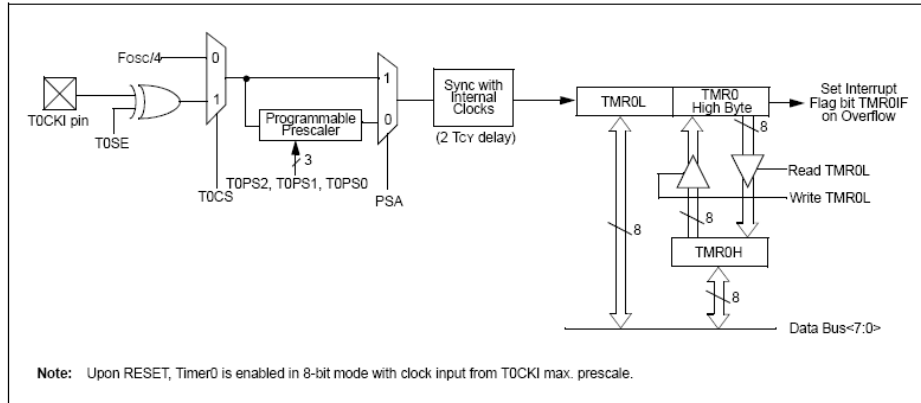 Fosc/4
0
1
T0CKI pin
T0SE
T0CS
Programmable
Prescaler
3
T0PS2, T0PS1, T0PS0
1
0
PSA
Sync with
Internal
Clocks
(2 TCY delay)
TMR0L
TMR0
High Byte
Set Interrupt
Flag bit TMR0IF
on Overflow
8
Read TMR0L
Write TMR0L
8
8
TMR0H
8
Data Bus<7:0>
Note: Upon RESET, Timer0 is enabled in 8-bit mode with clock input from T0CKI max. prescale.